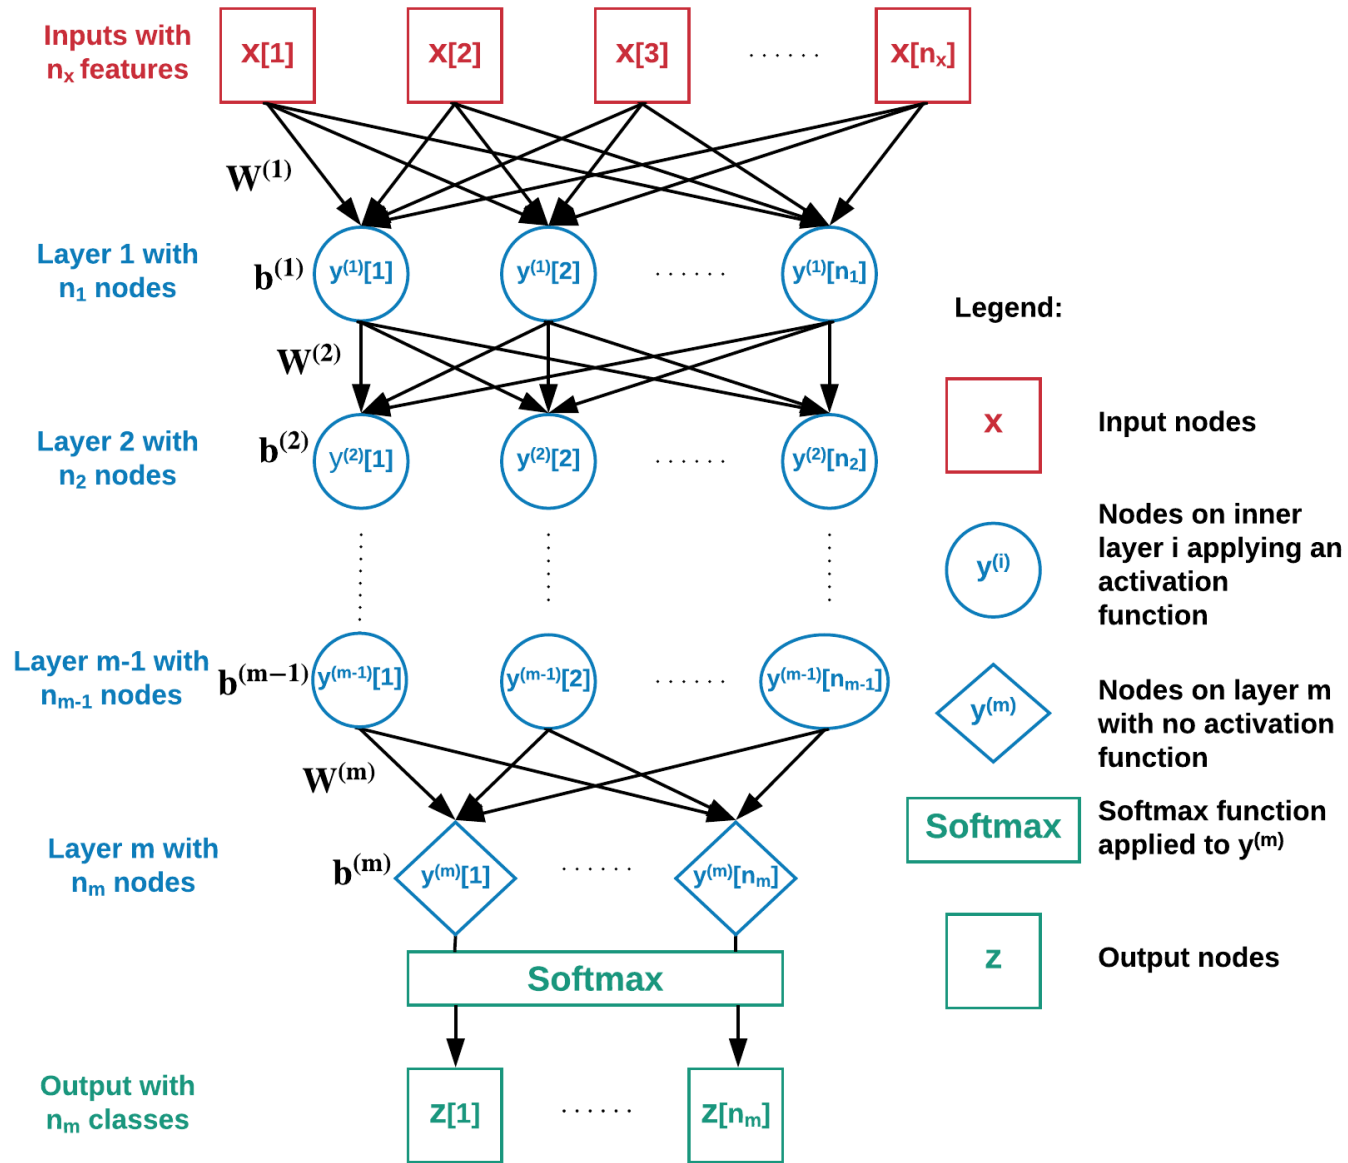 Inputs with
nₓ features
x[1]
x[2]
x[3]
. . . . . .
x[nₓ]
W⁽¹⁾
Layer 1 with
n₁ nodes
b⁽¹⁾
y⁽¹⁾[1]
y⁽¹⁾[2]
. . . . . .
y⁽¹⁾[n₁]
W⁽²⁾
Layer 2 with
n₂ nodes
b⁽²⁾
y⁽²⁾[1]
y⁽²⁾[2]
. . . . . .
y⁽²⁾[n₂]
Layer m-1 with
nₘ₋₁ nodes
b⁽ᵐ⁻¹⁾
y⁽ᵐ⁻¹⁾[1]
y⁽ᵐ⁻¹⁾[2]
. . . . . .
y⁽ᵐ⁻¹⁾[nₘ₋₁]
W⁽ᵐ⁾
Layer m with
nₘ nodes
b⁽ᵐ⁾
y⁽ᵐ⁾[1]
. . . . . .
y⁽ᵐ⁾[nₘ]
Softmax
Output with
nₘ classes
z[1]
. . . . . .
z[nₘ]
Legend:
x
Input nodes
y⁽ⁱ⁾
Nodes on inner
layer i applying an
activation
function
y⁽ᵐ⁾
Nodes on layer m
with no activation
function
Softmax
Softmax function
applied to y⁽ᵐ⁾
z
Output nodes